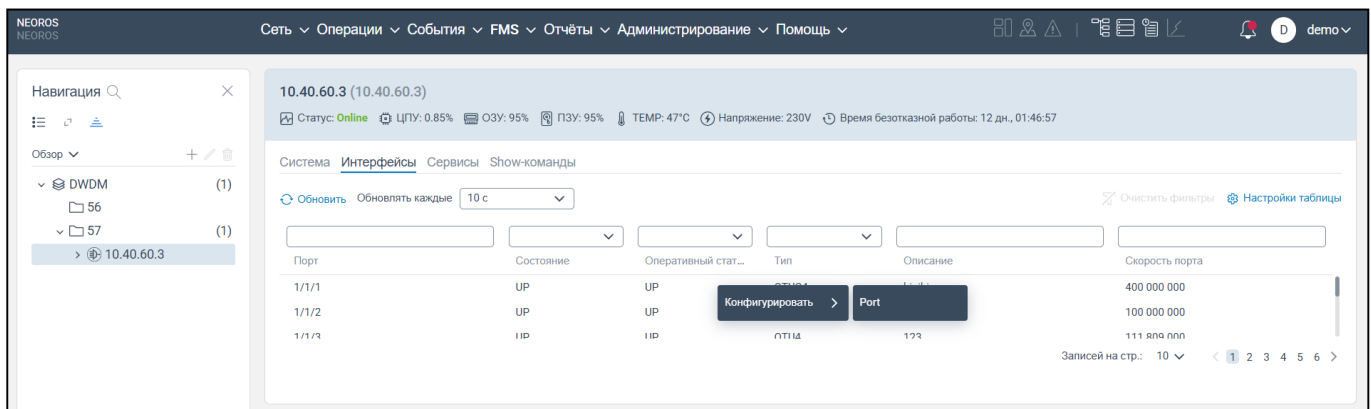 NEOROS
NEOROS
Сеть Операции События FMS Отчёты Администрирование Помощь
D demo
Навигация
Обзор
DWDM (1)
56
57 (1)
10.40.60.3
10.40.60.3 (10.40.60.3)
Статус: Online ЦПУ: 0.85% ОЗУ: 95% ПЗУ: 95% TEMP: 47°C Напряжение: 230V Время безотказной работы: 12 дн., 01:46:57
Система Интерфейсы Сервисы Show-команды
Обновить Обновлять каждые 10 с Очистить фильтры Настройки таблицы
Порт Состояние Оперативный стат... Тип Описание Скорость порта
1/1/1 UP UP 400 000 000
Конфигурировать > Port
1/1/2 UP UP 100 000 000
1/1/3 UP UP OTU4 123 111 809 000
Записей на стр.: 10 < 1 2 3 4 5 6 >